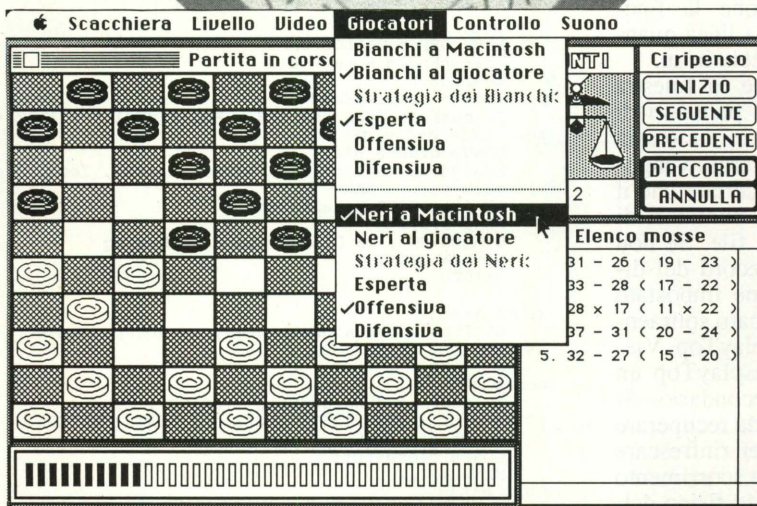 Scacchiera Livello Video Giocatori Controllo Suono
Partita in corso
Bianchi a Macintosh
✓Bianchi al giocatore
Strategia dei Bianchi:
✓Esperta
Offensiva
Difensiva
✓Neri a Macintosh
Neri al giocatore
Strategia dei Neri:
Esperta
✓Offensiva
Difensiva
2
Ci ripenso
INIZIO
SEGUENTE
PRECEDENTE
D'ACCORDO
ANNULLA
Elenco mosse
31 - 26 ( 19 - 23 )
33 - 28 ( 17 - 22 )
28 × 17 ( 11 × 22 )
37 - 31 ( 20 - 24 )
5. 32 - 27 ( 15 - 20 )